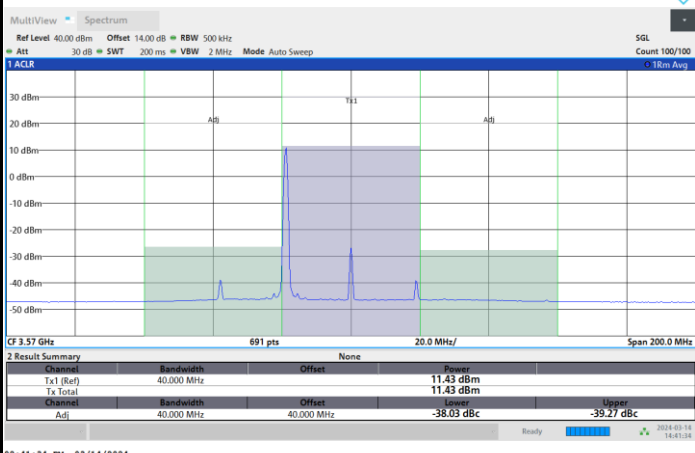 MultiView Spectrum
Ref Level 40.00 dBm Offset 14.00 dB RBW 500 kHz SGL
Att 30 dB SWT 200 ms VBW 2 MHz Mode Auto Sweep Count 100/100
1 ACLR 1Rm Avg
30 dBm
Tx1
20 dBm Adj Adj
10 dBm
0 dBm
-10 dBm
-20 dBm
-30 dBm
-40 dBm
-50 dBm
CF 3.57 GHz 691 pts 20.0 MHz/ Span 200.0 MHz
2 Result Summary None
Channel Bandwidth Offset Power
Tx1 (Ref) 40.000 MHz 11.43 dBm
Tx Total 11.43 dBm
Channel Bandwidth Offset Lower Upper
Adj 40.000 MHz 40.000 MHz -38.03 dBc -39.27 dBc
Ready 2024-03-14
14:41:34